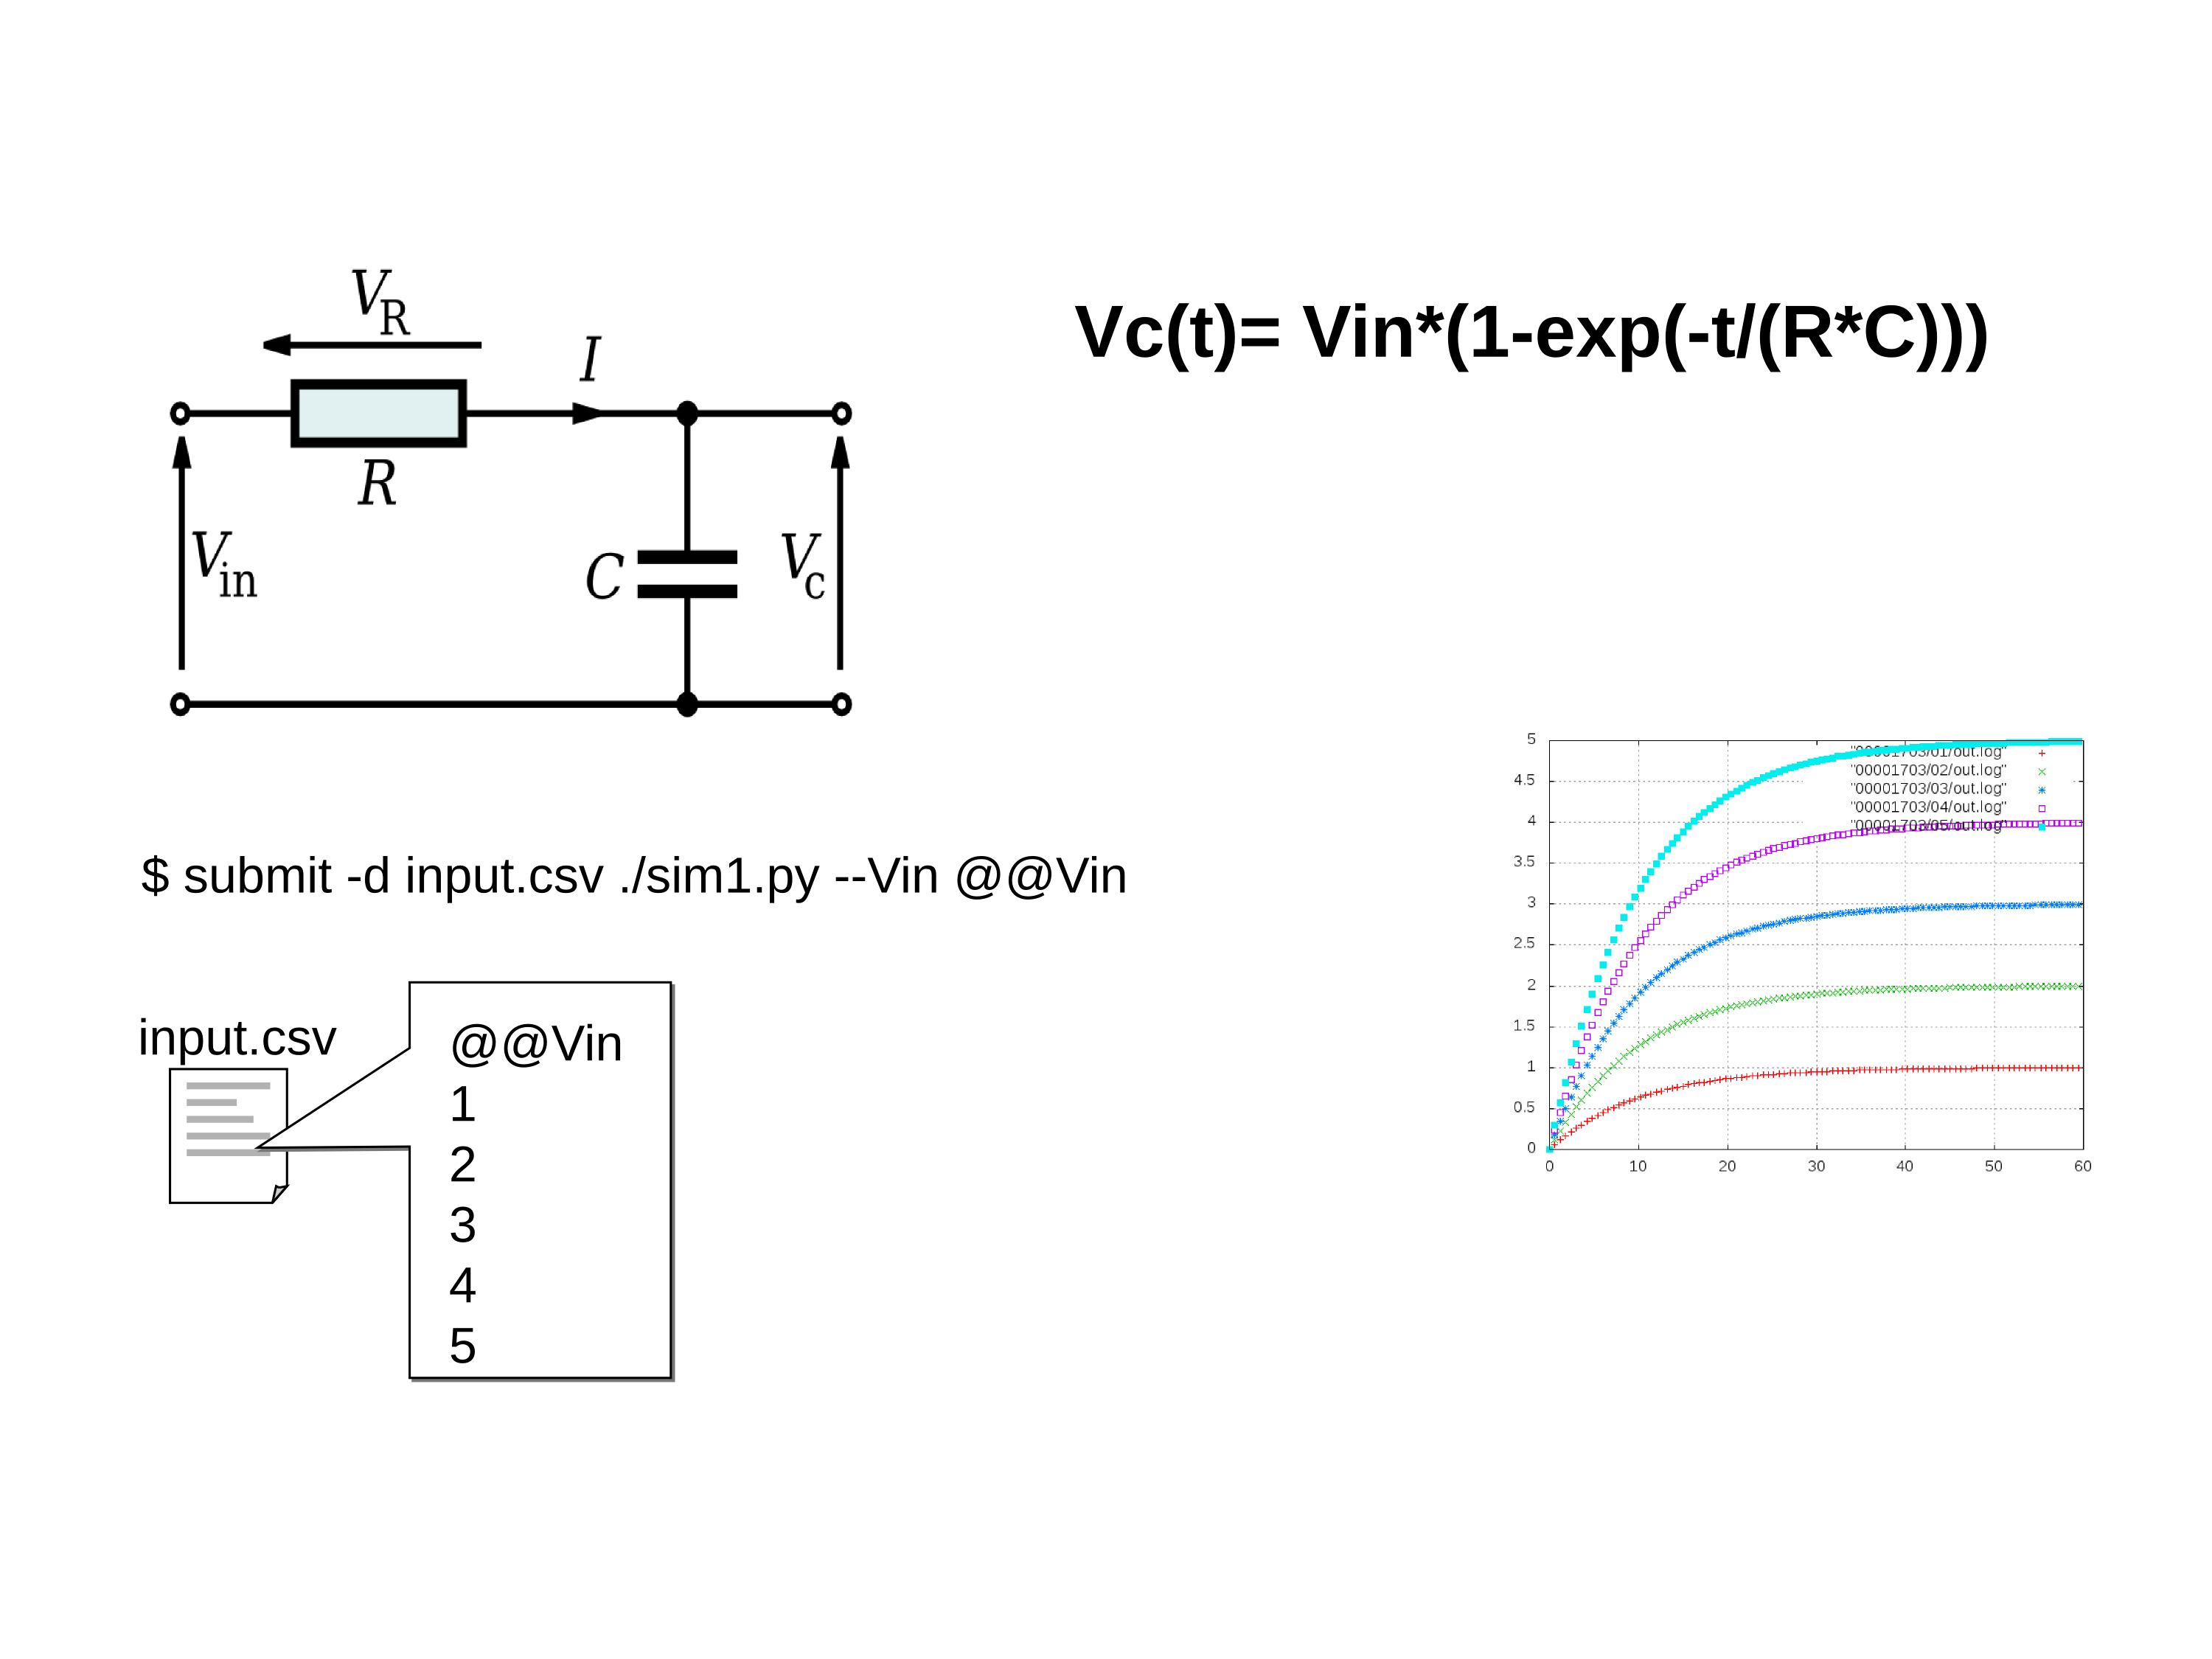 V_R
I
Vc(t)= Vin*(1-exp(-t/(R*C)))
R
V_in
C
V_c
$ submit -d input.csv ./sim1.py --Vin @@Vin
input.csv
@@Vin
1
2
3
4
5
5
4.5
4
3.5
3
2.5
2
1.5
1
0.5
0
0 10 20 30 40 50 60
"00001703/01/out.log"
"00001703/02/out.log"
"00001703/03/out.log"
"00001703/04/out.log"
"00001703/05/out.log"